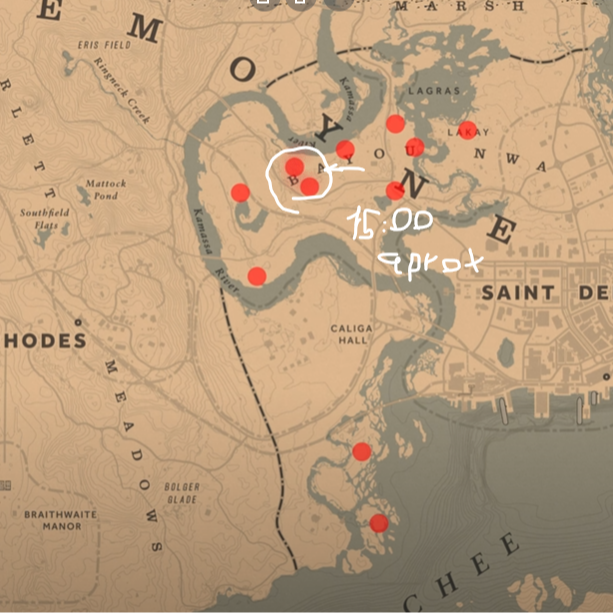 MARSH
E M O Y N E
ERIS FIELD
Ringneck Creek
Kamassa
LAGRAS
RLETT
River
LAKAY
BAYOU NWA
Mattock
Pond
Southfield
Flats
15:00
aprox
Kamassa River
SAINT DE
CALIGA
HALL
HODES
MEADOWS
BOLGER
GLADE
BRAITHWAITE
MANOR
CHEE